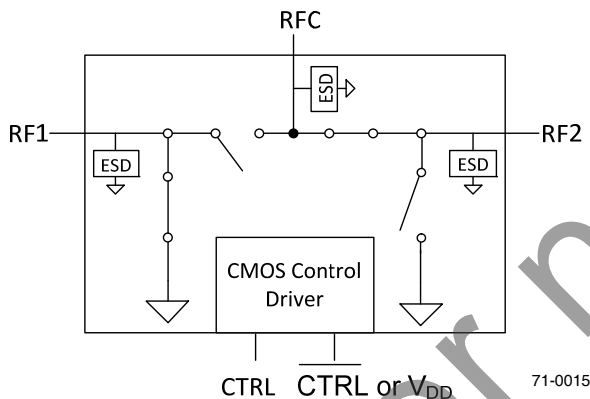 RFC
ESD
RF1
RF2
ESD
ESD
CMOS Control
Driver
CTRL
CTRL or VDD
71-0015